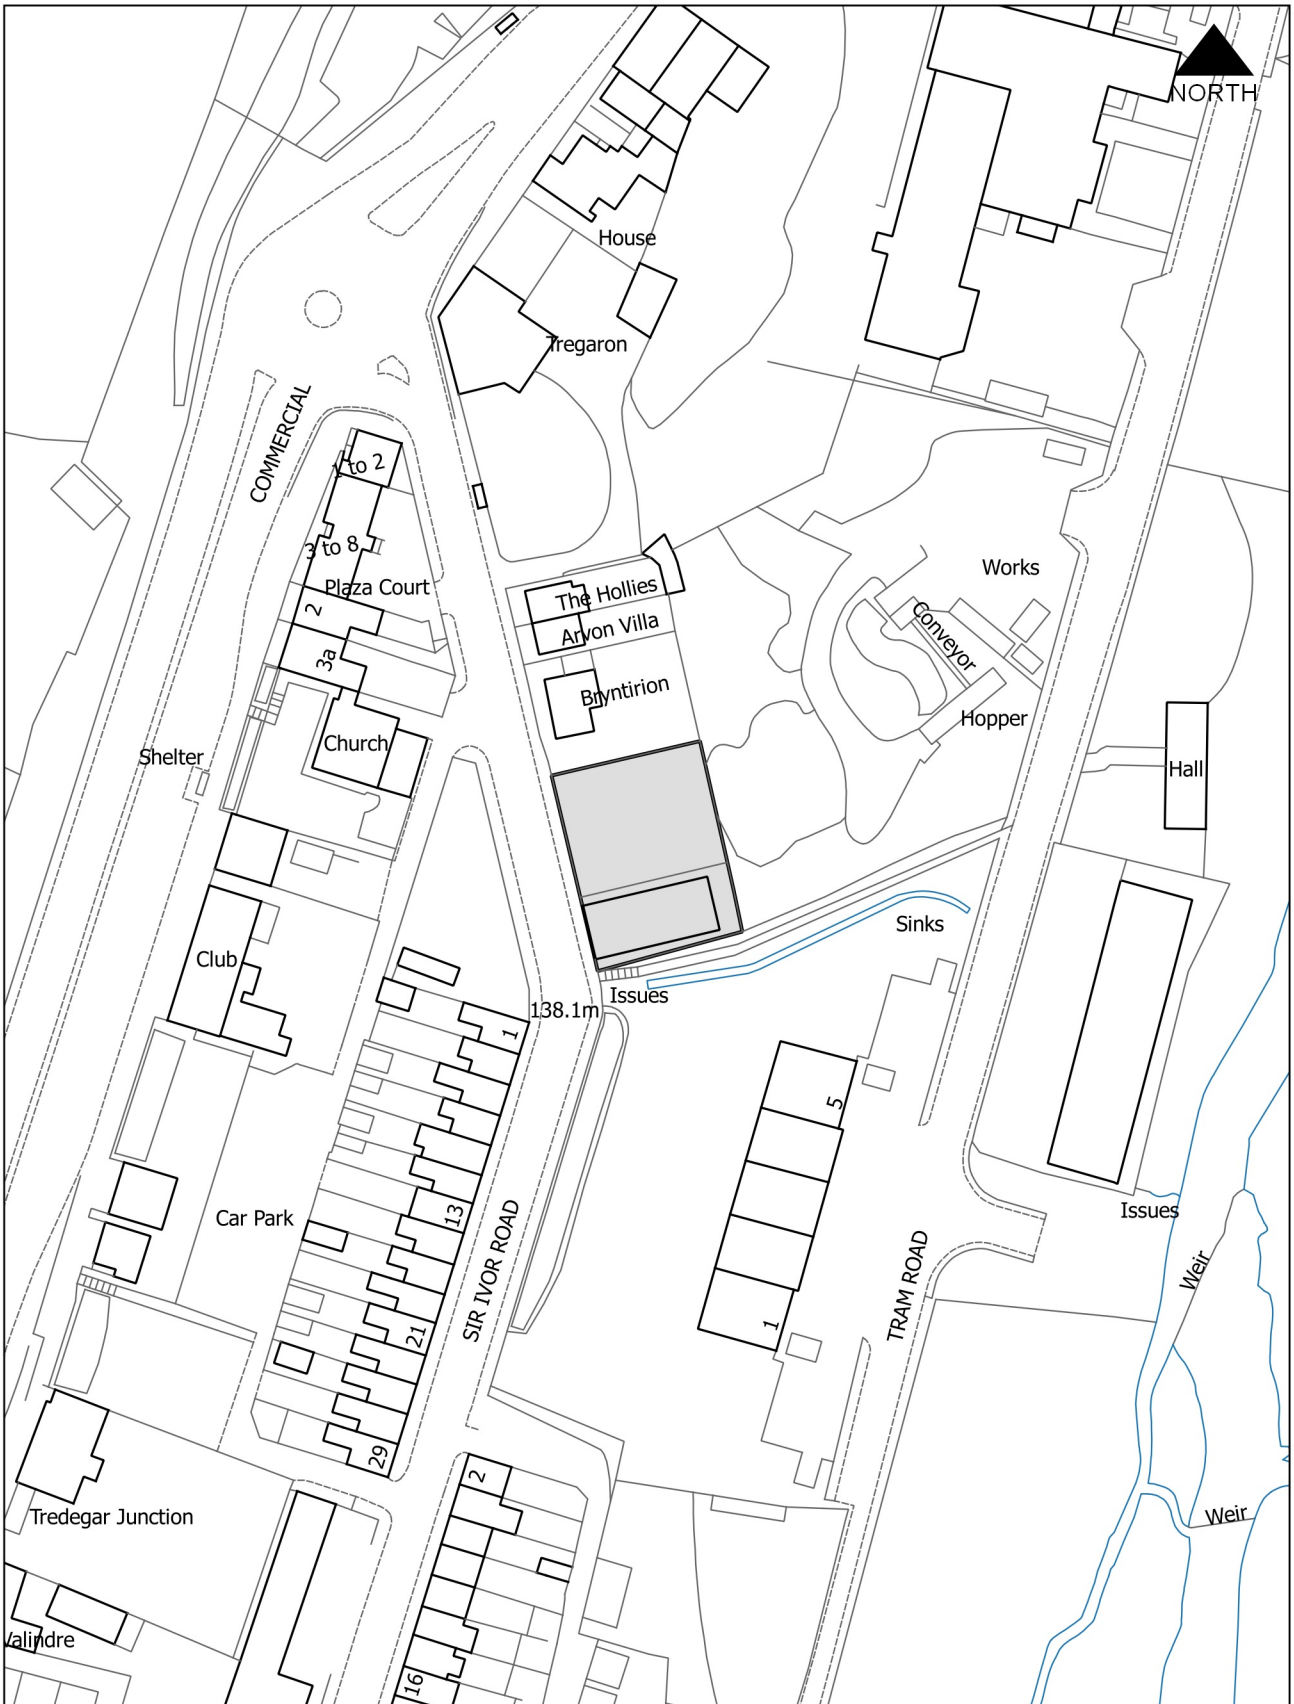 NORTH
House
Tregaron
COMMERCIAL
1 to 2
3 to 8
Plaza Court
2
3a
The Hollies
Arvon Villa
Bryntirion
Works
Conveyor
Hopper
Church
Shelter
Hall
Club
Sinks
Issues
138.1m
1
5
13
Car Park
SIR IVOR ROAD
21
1
TRAM ROAD
Issues
Weir
29
2
Tredegar Junction
Weir
Valindre
16